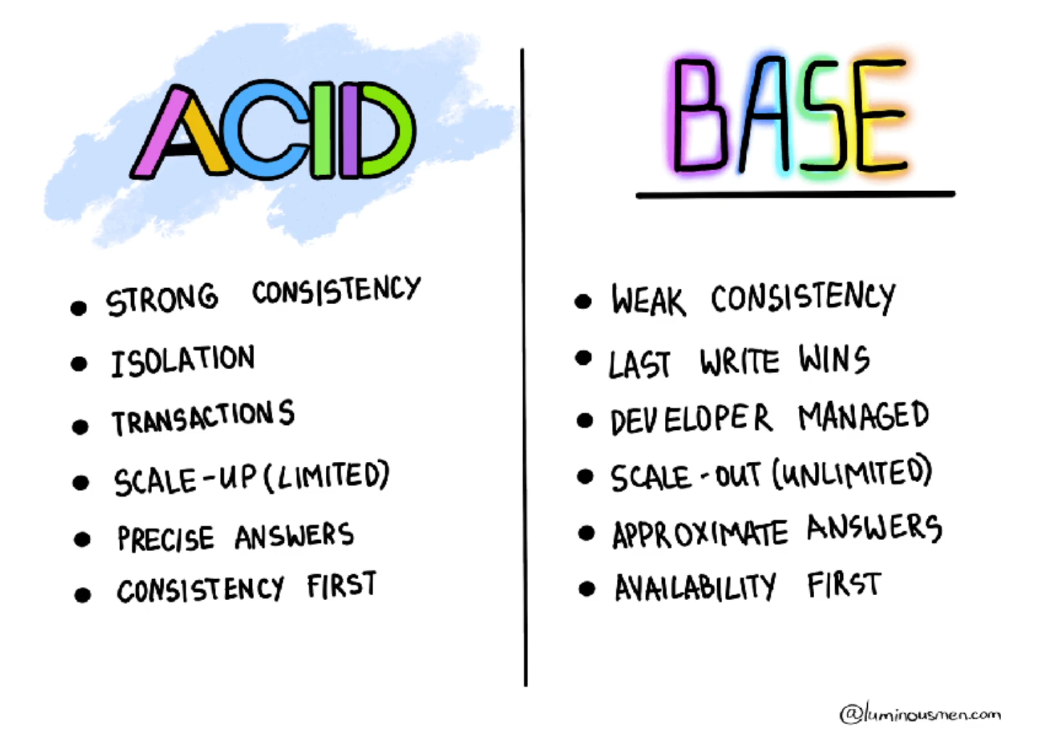 ACID
• STRONG CONSISTENCY
• ISOLATION
• TRANSACTIONS
• SCALE-UP (LIMITED)
• PRECISE ANSWERS
• CONSISTENCY FIRST
BASE
• WEAK CONSISTENCY
• LAST WRITE WINS
• DEVELOPER MANAGED
• SCALE-OUT (UNLIMITED)
• APPROXIMATE ANSWERS
• AVAILABILITY FIRST
@luminousmen.com